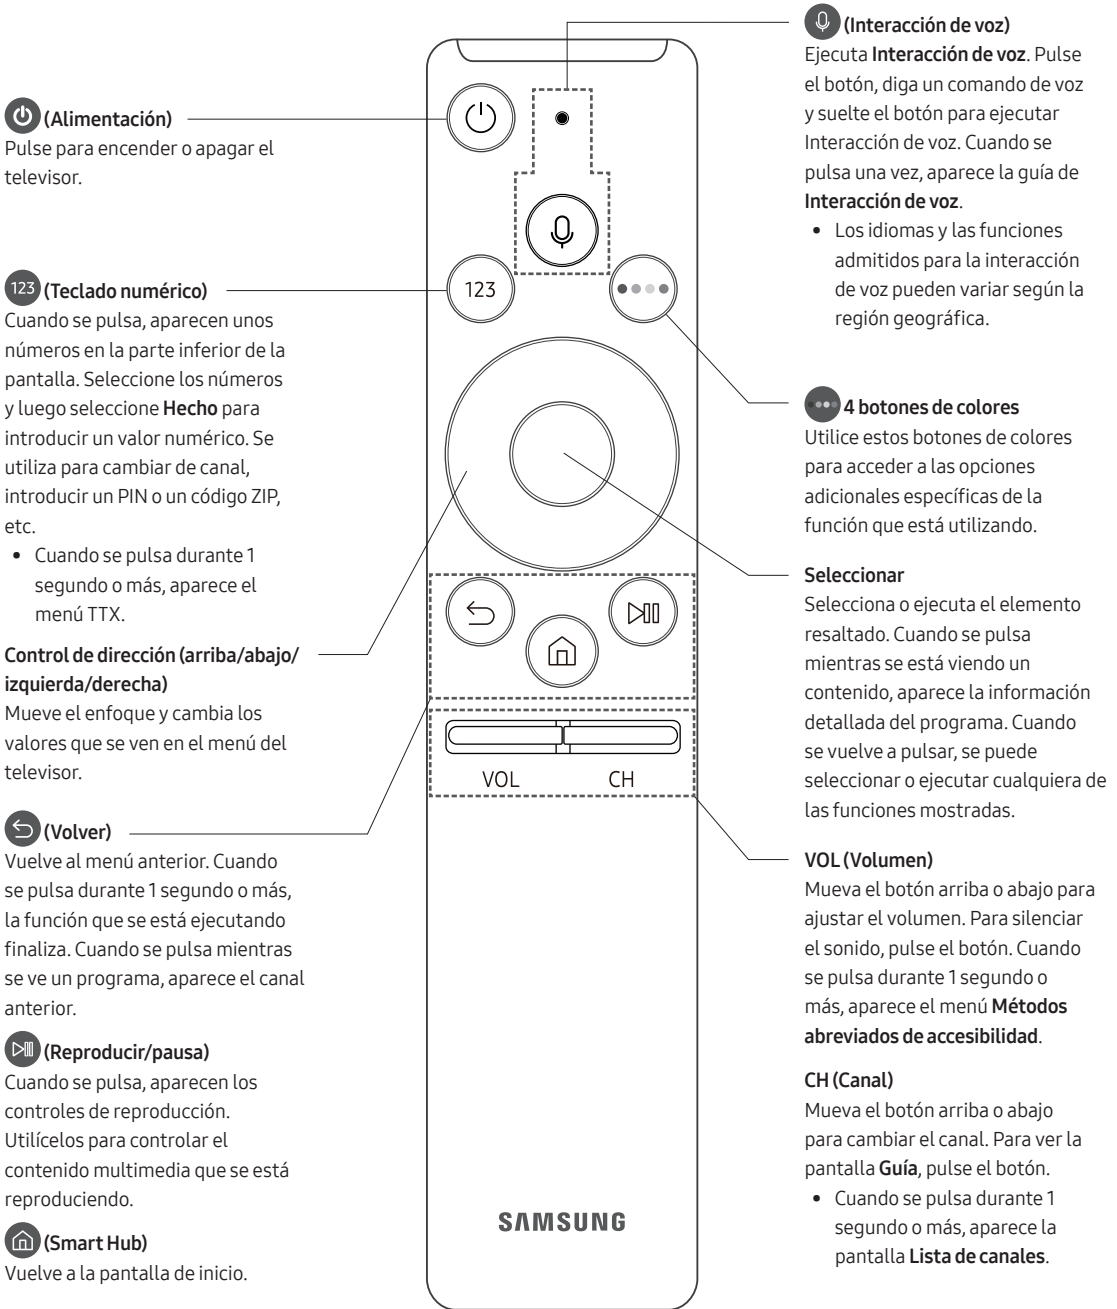 (Alimentación)
Pulse para encender o apagar el
televisor.
123 (Teclado numérico)
Cuando se pulsa, aparecen unos
números en la parte inferior de la
pantalla. Seleccione los números
y luego seleccione Hecho para
introducir un valor numérico. Se
utiliza para cambiar de canal,
introducir un PIN o un código ZIP,
etc.
• Cuando se pulsa durante 1
segundo o más, aparece el
menú TTX.
Control de dirección (arriba/abajo/
izquierda/derecha)
Mueve el enfoque y cambia los
valores que se ven en el menú del
televisor.
(Volver)
Vuelve al menú anterior. Cuando
se pulsa durante 1 segundo o más,
la función que se está ejecutando
finaliza. Cuando se pulsa mientras
se ve un programa, aparece el canal
anterior.
(Reproducir/pausa)
Cuando se pulsa, aparecen los
controles de reproducción.
Utilícelos para controlar el
contenido multimedia que se está
reproduciendo.
(Smart Hub)
Vuelve a la pantalla de inicio.
123
VOL CH
SAMSUNG
(Interacción de voz)
Ejecuta Interacción de voz. Pulse
el botón, diga un comando de voz
y suelte el botón para ejecutar
Interacción de voz. Cuando se
pulsa una vez, aparece la guía de
Interacción de voz.
• Los idiomas y las funciones
admitidos para la interacción
de voz pueden variar según la
región geográfica.
4 botones de colores
Utilice estos botones de colores
para acceder a las opciones
adicionales específicas de la
función que está utilizando.
Seleccionar
Selecciona o ejecuta el elemento
resaltado. Cuando se pulsa
mientras se está viendo un
contenido, aparece la información
detallada del programa. Cuando
se vuelve a pulsar, se puede
seleccionar o ejecutar cualquiera de
las funciones mostradas.
VOL (Volumen)
Mueva el botón arriba o abajo para
ajustar el volumen. Para silenciar
el sonido, pulse el botón. Cuando
se pulsa durante 1 segundo o
más, aparece el menú Métodos
abreviados de accesibilidad.
CH (Canal)
Mueva el botón arriba o abajo
para cambiar el canal. Para ver la
pantalla Guía, pulse el botón.
• Cuando se pulsa durante 1
segundo o más, aparece la
pantalla Lista de canales.